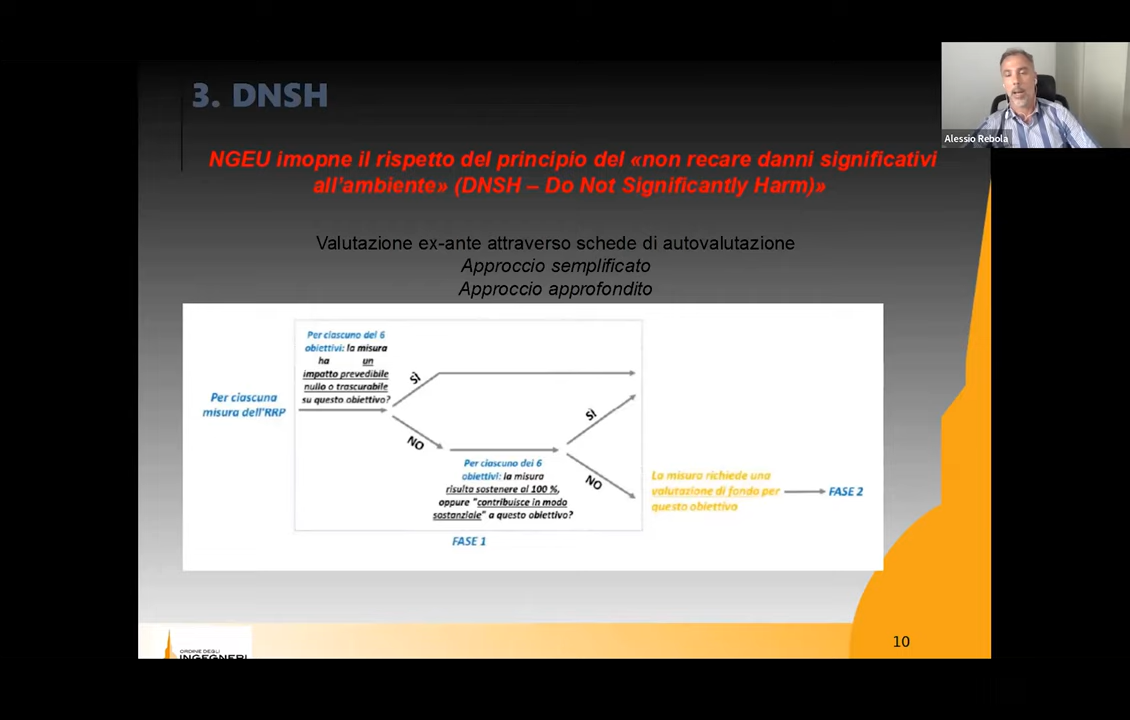 3. DNSH
Alessio Rebola
NGEU imopne il rispetto del principio del «non recare danni significativi
all'ambiente» (DNSH – Do Not Significantly Harm)»
Valutazione ex-ante attraverso schede di autovalutazione
Approccio semplificato
Approccio approfondito
Per ciascuna
misura dell'RRP
Per ciascuno dei 6
obiettivi: la misura
ha un
impatto prevedibile
nullo o trascurabile
su questo obiettivo?
SÌ
NO
Per ciascuno dei 6
obiettivi: la misura
risulta sostenere al 100 %,
oppure "contribuisce in modo
sostanziale" a questo obiettivo?
SÌ
NO
La misura richiede una
valutazione di fondo per
questo obiettivo
FASE 2
FASE 1
ORDINE DEGLI
INGEGNERI
10